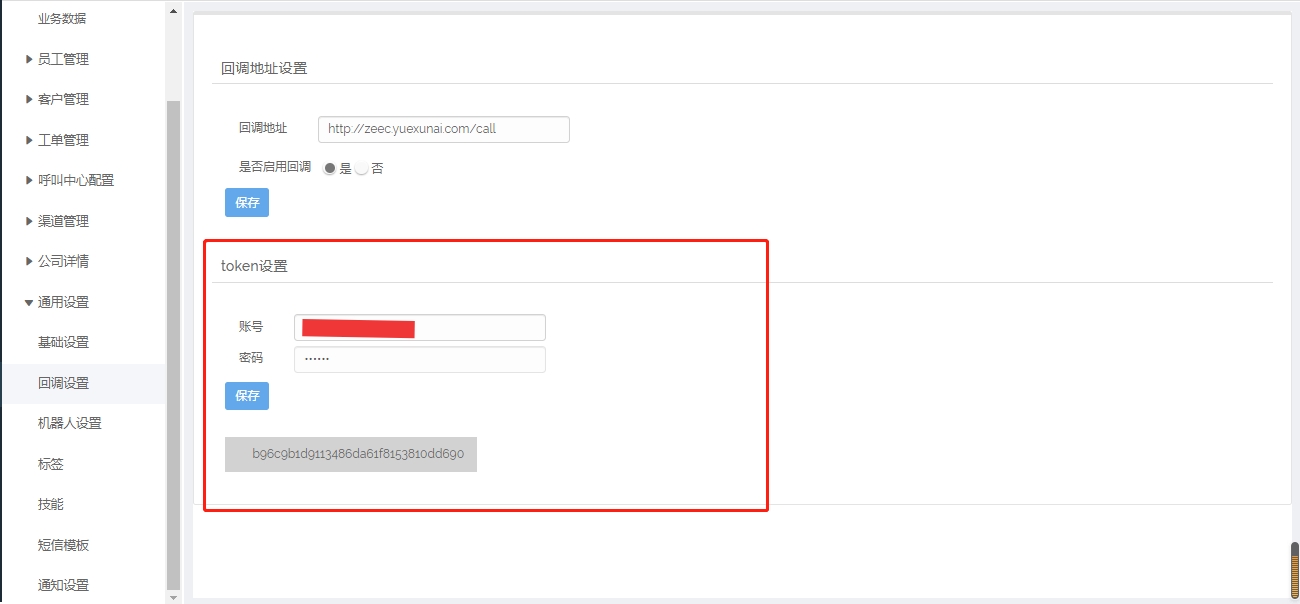 业务数据
员工管理
客户管理
工单管理
呼叫中心配置
渠道管理
公司详情
通用设置
基础设置
回调设置
机器人设置
标签
技能
短信模板
通知设置
回调地址设置
回调地址 http://zeec.yuexunai.com/call
是否启用回调 是 否
保存
token设置
账号
密码 ······
保存
b96c9b1d9113486da61f8153810dd690